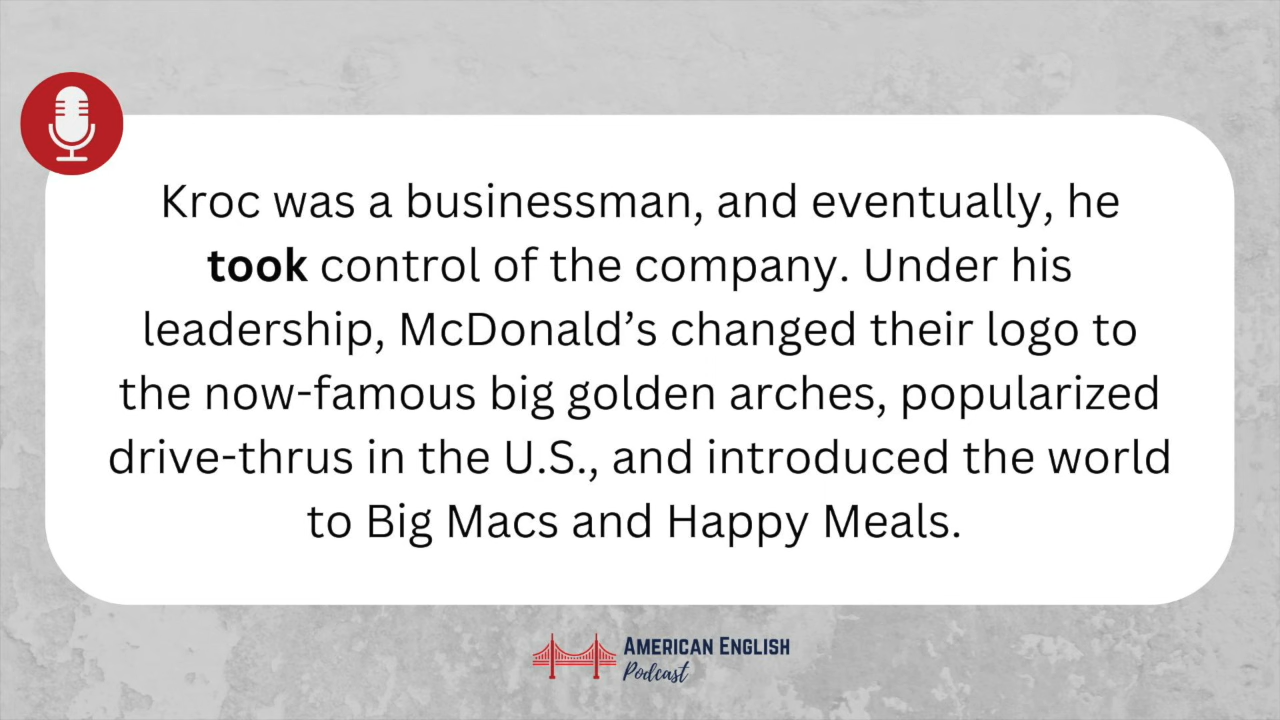 Kroc was a businessman, and eventually, he
took control of the company. Under his
leadership, McDonald’s changed their logo to
the now-famous big golden arches, popularized
drive-thrus in the U.S., and introduced the world
to Big Macs and Happy Meals.
AMERICAN ENGLISH
Podcast